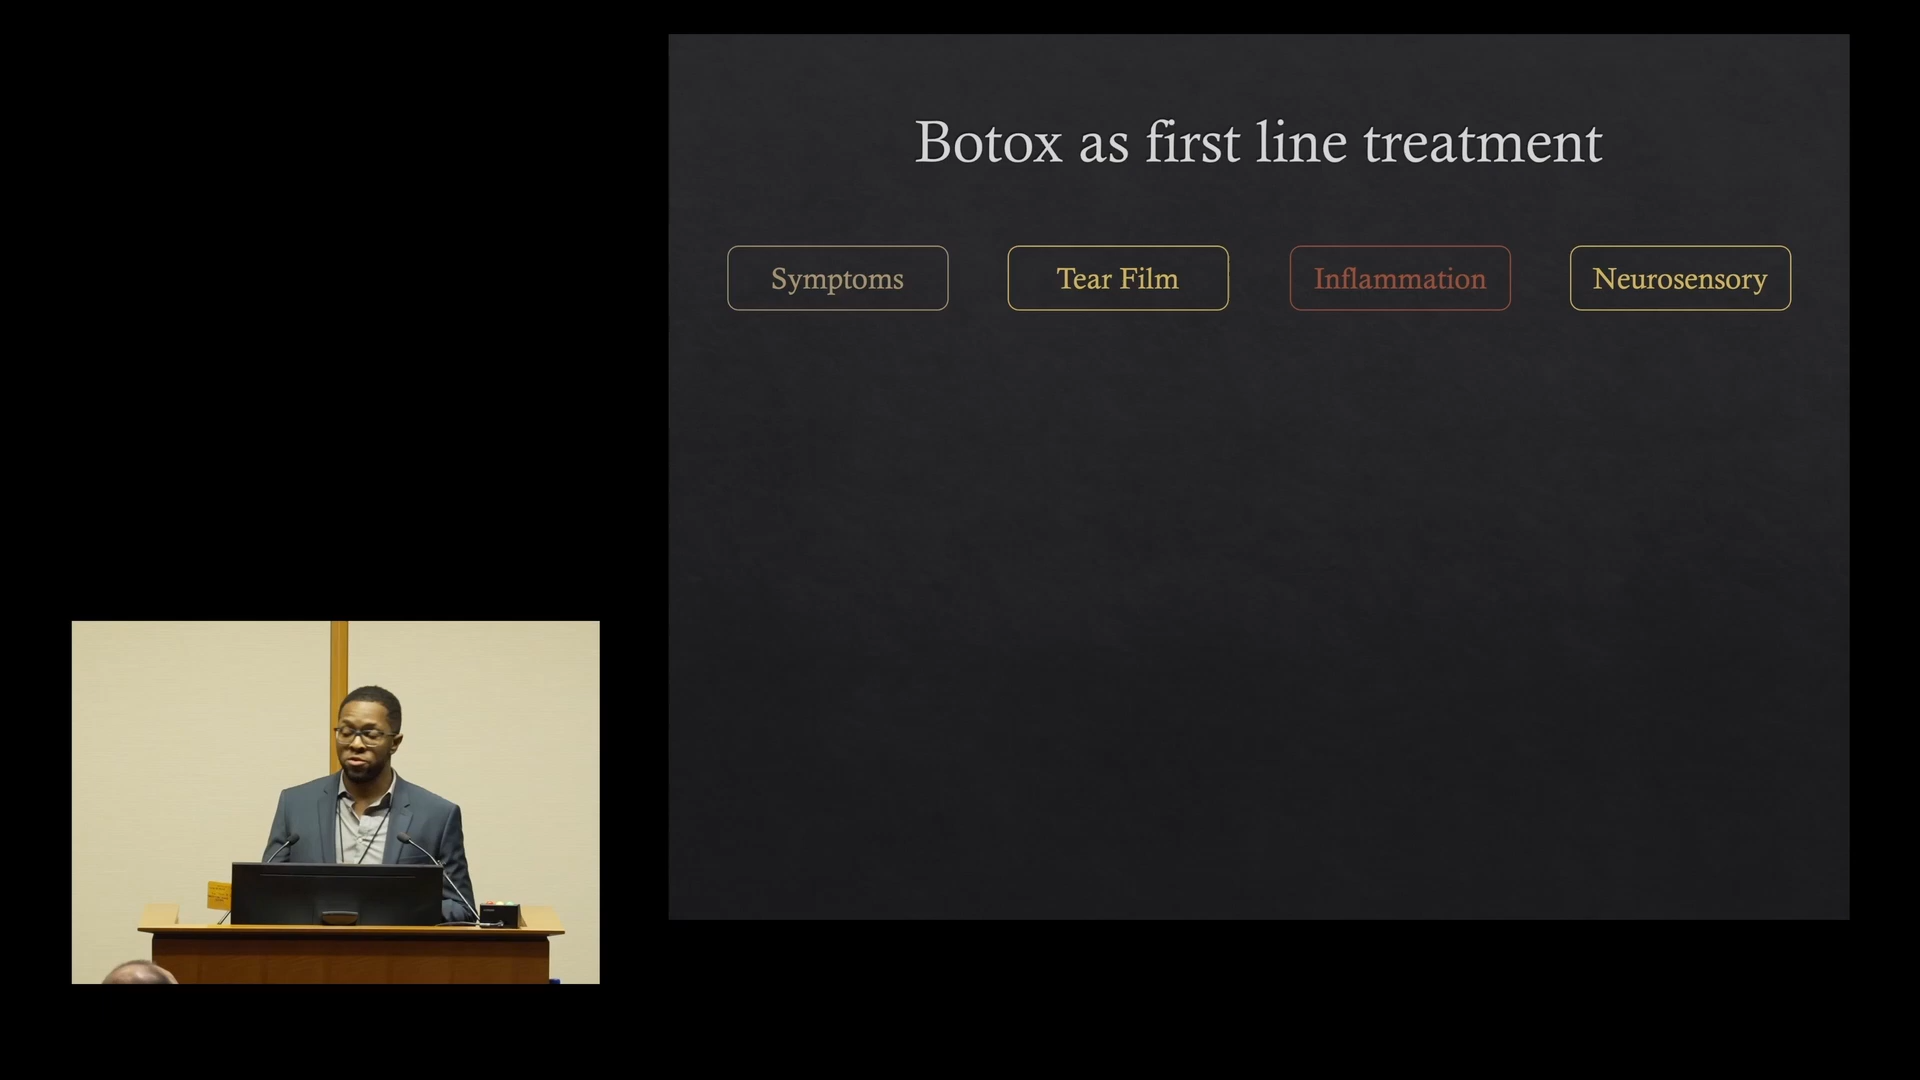 Botox as first line treatment
Symptoms
Tear Film
Inflammation
Neurosensory